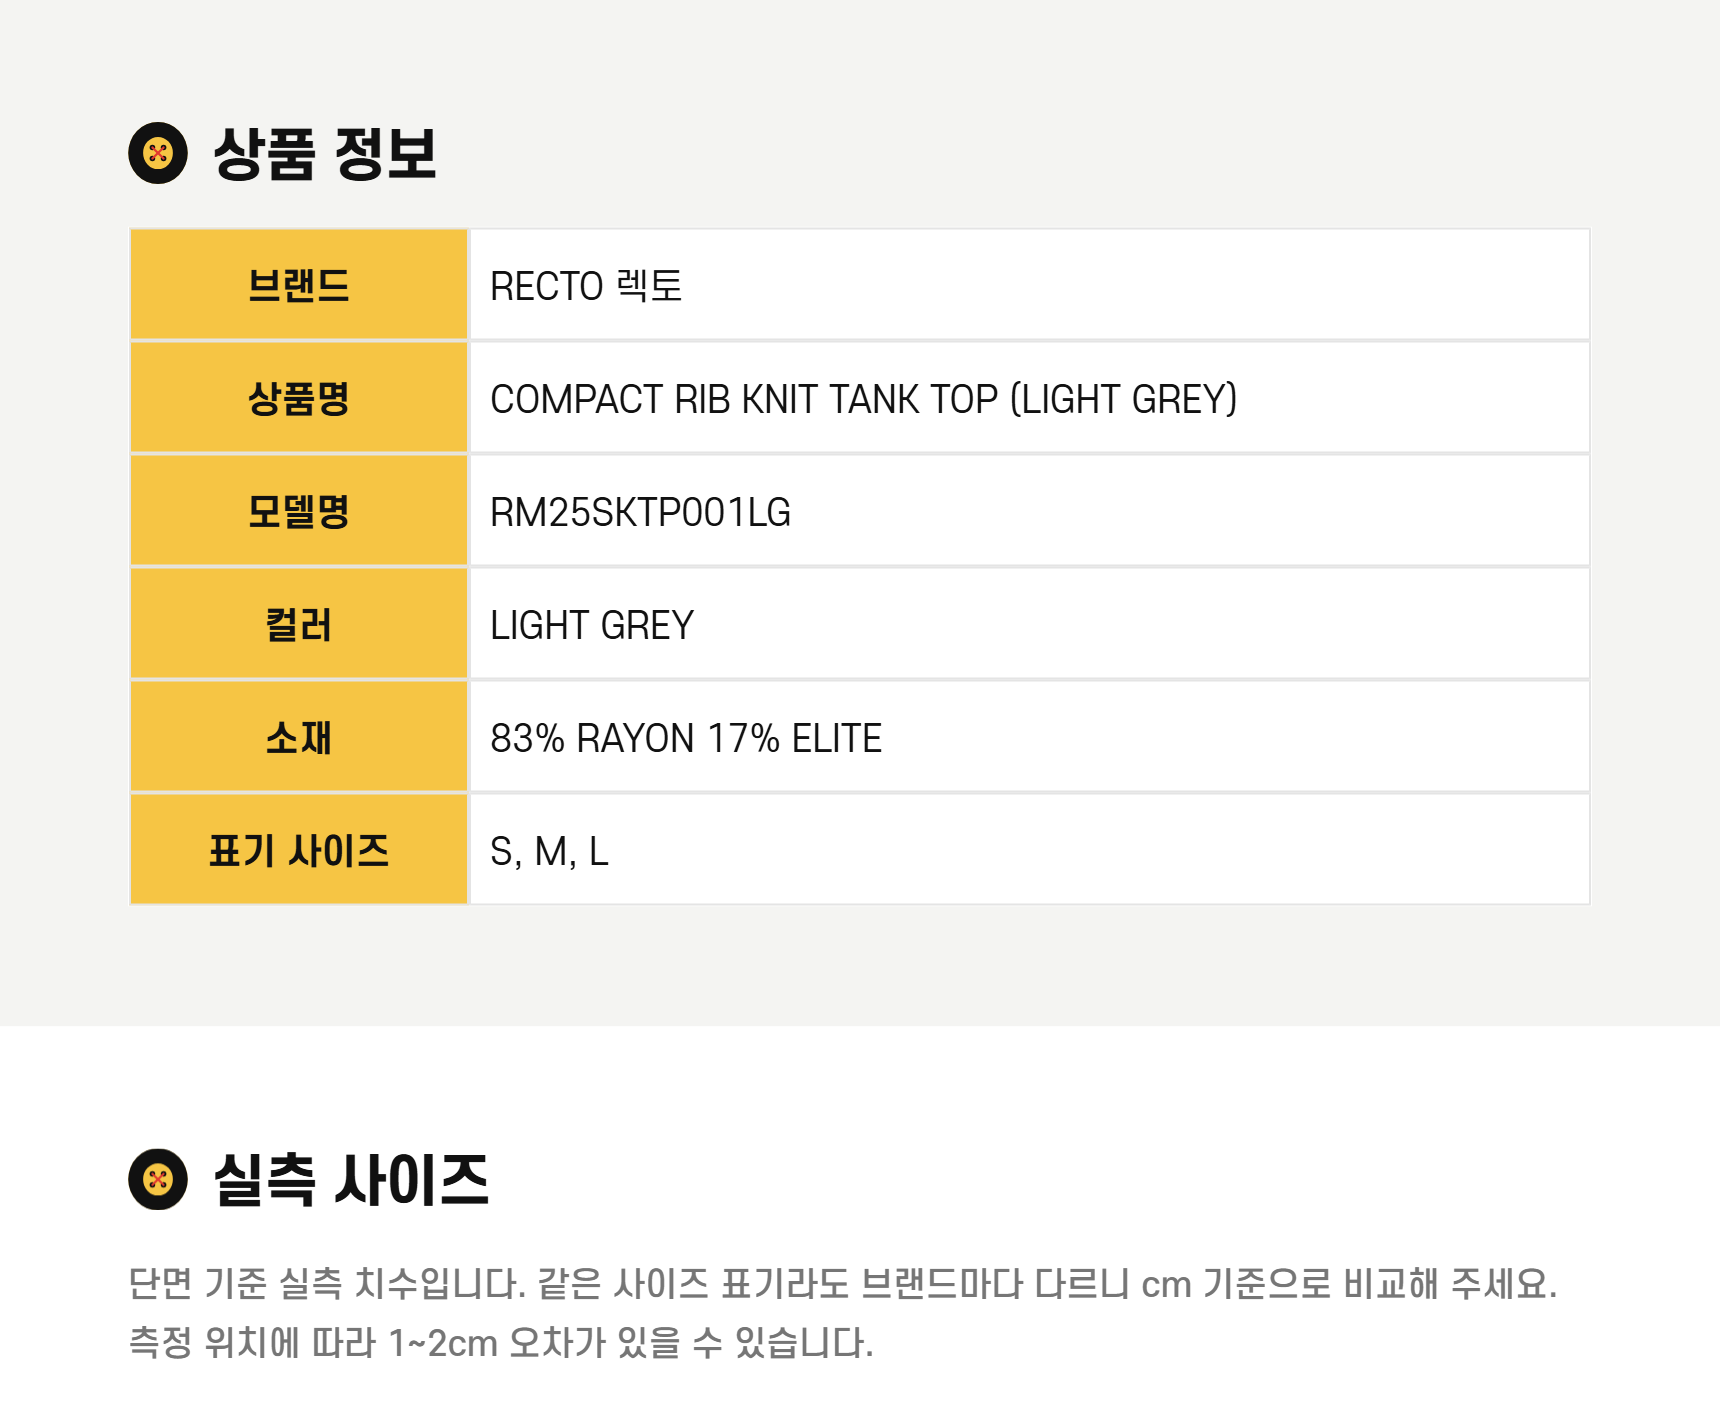 상품 정보
브랜드 RECTO 렉토
상품명 COMPACT RIB KNIT TANK TOP (LIGHT GREY)
모델명 RM25SKTP001LG
컬러 LIGHT GREY
소재 83% RAYON 17% ELITE
표기 사이즈 S, M, L
실측 사이즈
단면 기준 실측 치수입니다. 같은 사이즈 표기라도 브랜드마다 다르니 cm 기준으로 비교해 주세요.
측정 위치에 따라 1~2cm 오차가 있을 수 있습니다.